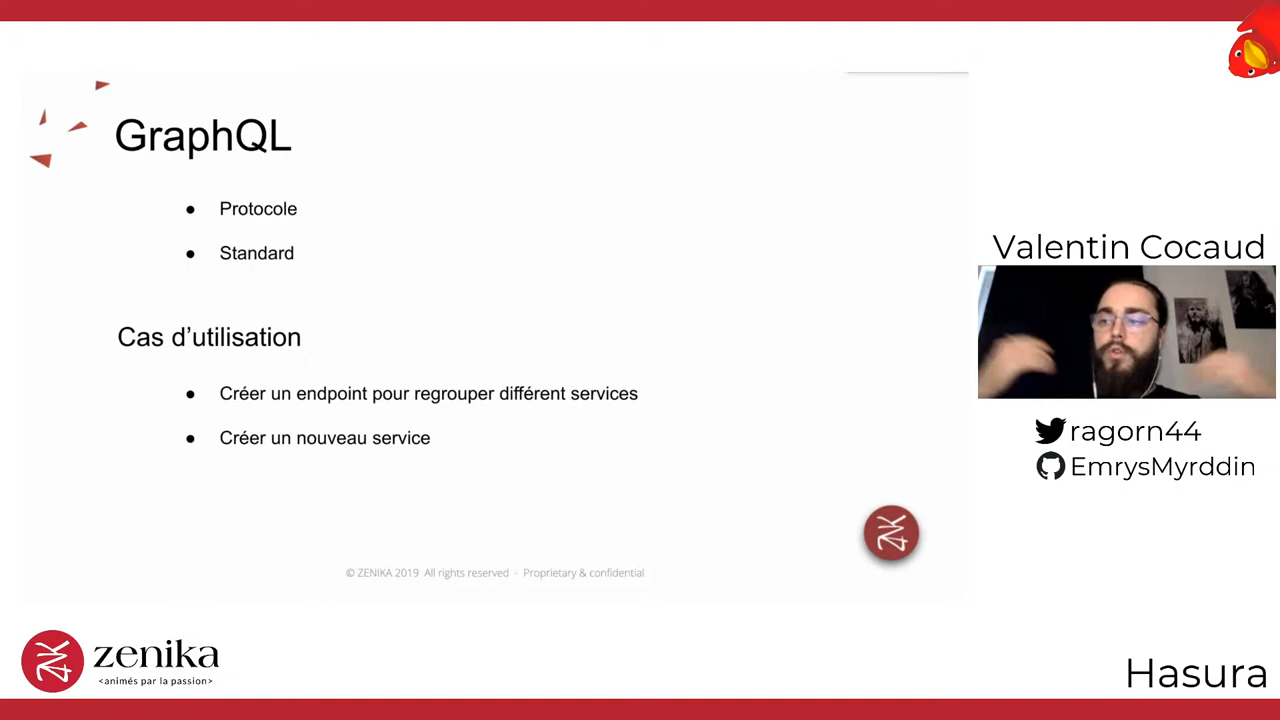 GraphQL
● Protocole
● Standard
Cas d’utilisation
● Créer un endpoint pour regrouper différent services
● Créer un nouveau service
© ZENIKA 2019 All rights reserved - Proprietary & confidential
Valentin Cocaud
ragorn44
EmrysMyrddin
zenika
<animés par la passion>
Hasura